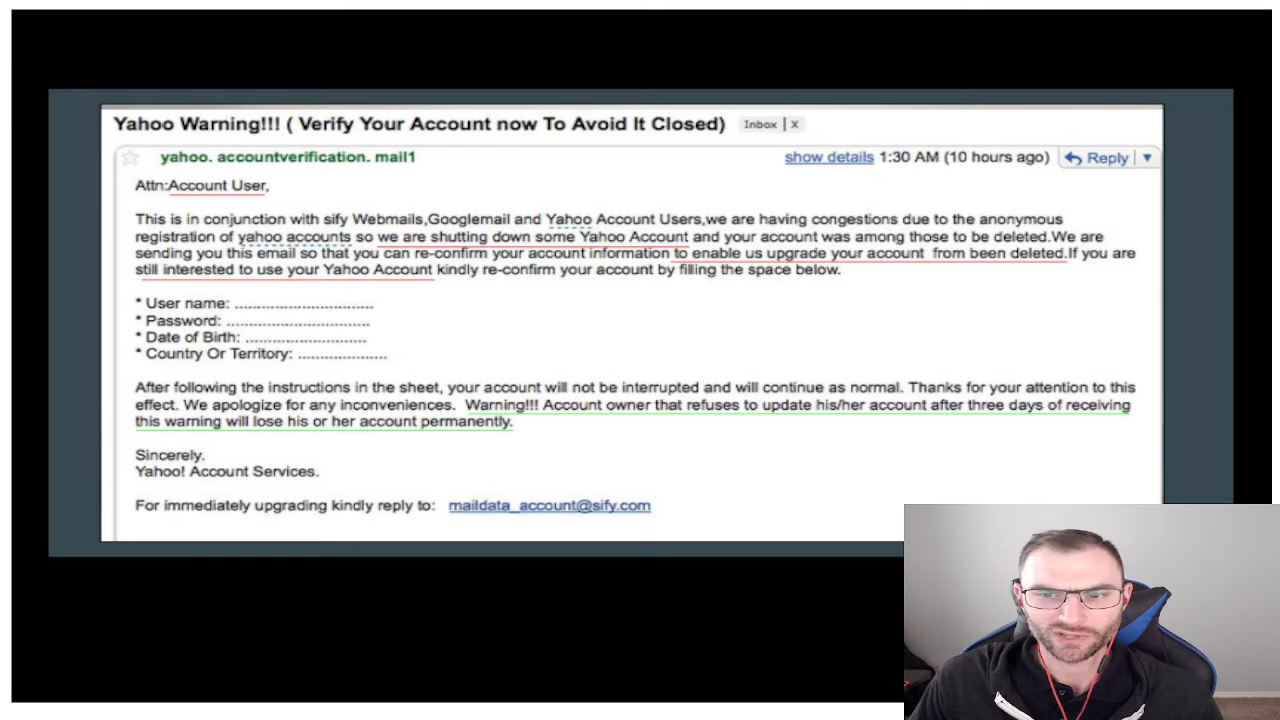 Yahoo Warning!!! ( Verify Your Account now To Avoid It Closed) Inbox | X
yahoo. accountverification. mail1 show details 1:30 AM (10 hours ago) Reply
Attn:Account User,
This is in conjunction with sify Webmails,Googlemail and Yahoo Account Users,we are having congestions due to the anonymous
registration of yahoo accounts so we are shutting down some Yahoo Account and your account was among those to be deleted.We are
sending you this email so that you can re-confirm your account information to enable us upgrade your account from been deleted.If you are
still interested to use your Yahoo Account kindly re-confirm your account by filling the space below.
* User name: ................................
* Password: .................................
* Date of Birth: ............................
* Country Or Territory: ....................
After following the instructions in the sheet, your account will not be interrupted and will continue as normal. Thanks for your attention to this
effect. We apologize for any inconveniences. Warning!!! Account owner that refuses to update his/her account after three days of receiving
this warning will lose his or her account permanently.
Sincerely.
Yahoo! Account Services.
For immediately upgrading kindly reply to: maildata_account@sify.com